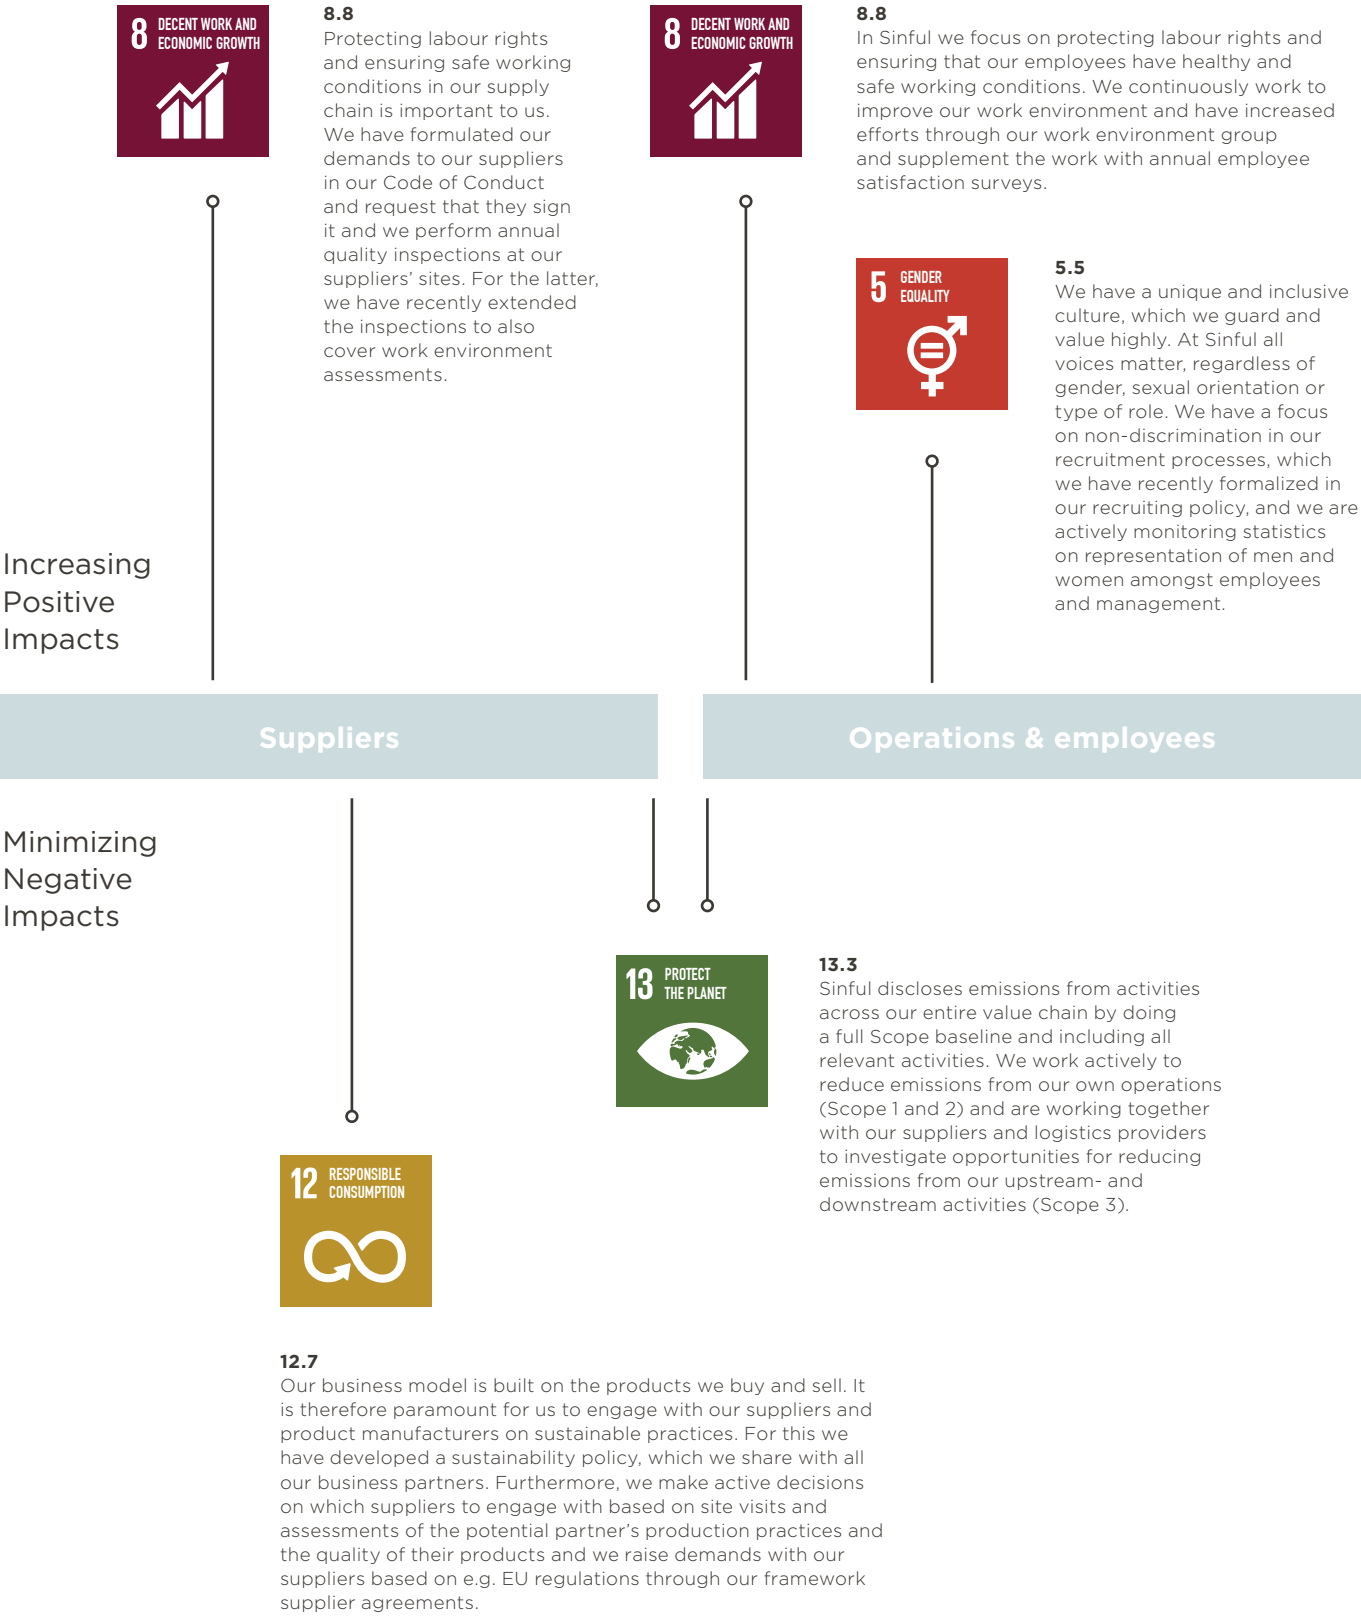 8 DECENT WORK AND
ECONOMIC GROWTH
8.8
Protecting labour rights
and ensuring safe working
conditions in our supply
chain is important to us.
We have formulated our
demands to our suppliers
in our Code of Conduct
and request that they sign
it and we perform annual
quality inspections at our
suppliers’ sites. For the latter,
we have recently extended
the inspections to also
cover work environment
assessments.
8 DECENT WORK AND
ECONOMIC GROWTH
8.8
In Sinful we focus on protecting labour rights and
ensuring that our employees have healthy and
safe working conditions. We continuously work to
improve our work environment and have increased
efforts through our work environment group
and supplement the work with annual employee
satisfaction surveys.
5 GENDER
EQUALITY
5.5
We have a unique and inclusive
culture, which we guard and
value highly. At Sinful all
voices matter, regardless of
gender, sexual orientation or
type of role. We have a focus
on non-discrimination in our
recruitment processes, which
we have recently formalized in
our recruiting policy, and we are
actively monitoring statistics
on representation of men and
women amongst employees
and management.
Increasing
Positive
Impacts
Suppliers
Operations & employees
Minimizing
Negative
Impacts
13 PROTECT
THE PLANET
13.3
Sinful discloses emissions from activities
across our entire value chain by doing
a full Scope baseline and including all
relevant activities. We work actively to
reduce emissions from our own operations
(Scope 1 and 2) and are working together
with our suppliers and logistics providers
to investigate opportunities for reducing
emissions from our upstream- and
downstream activities (Scope 3).
12 RESPONSIBLE
CONSUMPTION
12.7
Our business model is built on the products we buy and sell. It
is therefore paramount for us to engage with our suppliers and
product manufacturers on sustainable practices. For this we
have developed a sustainability policy, which we share with all
our business partners. Furthermore, we make active decisions
on which suppliers to engage with based on site visits and
assessments of the potential partner’s production practices and
the quality of their products and we raise demands with our
suppliers based on e.g. EU regulations through our framework
supplier agreements.